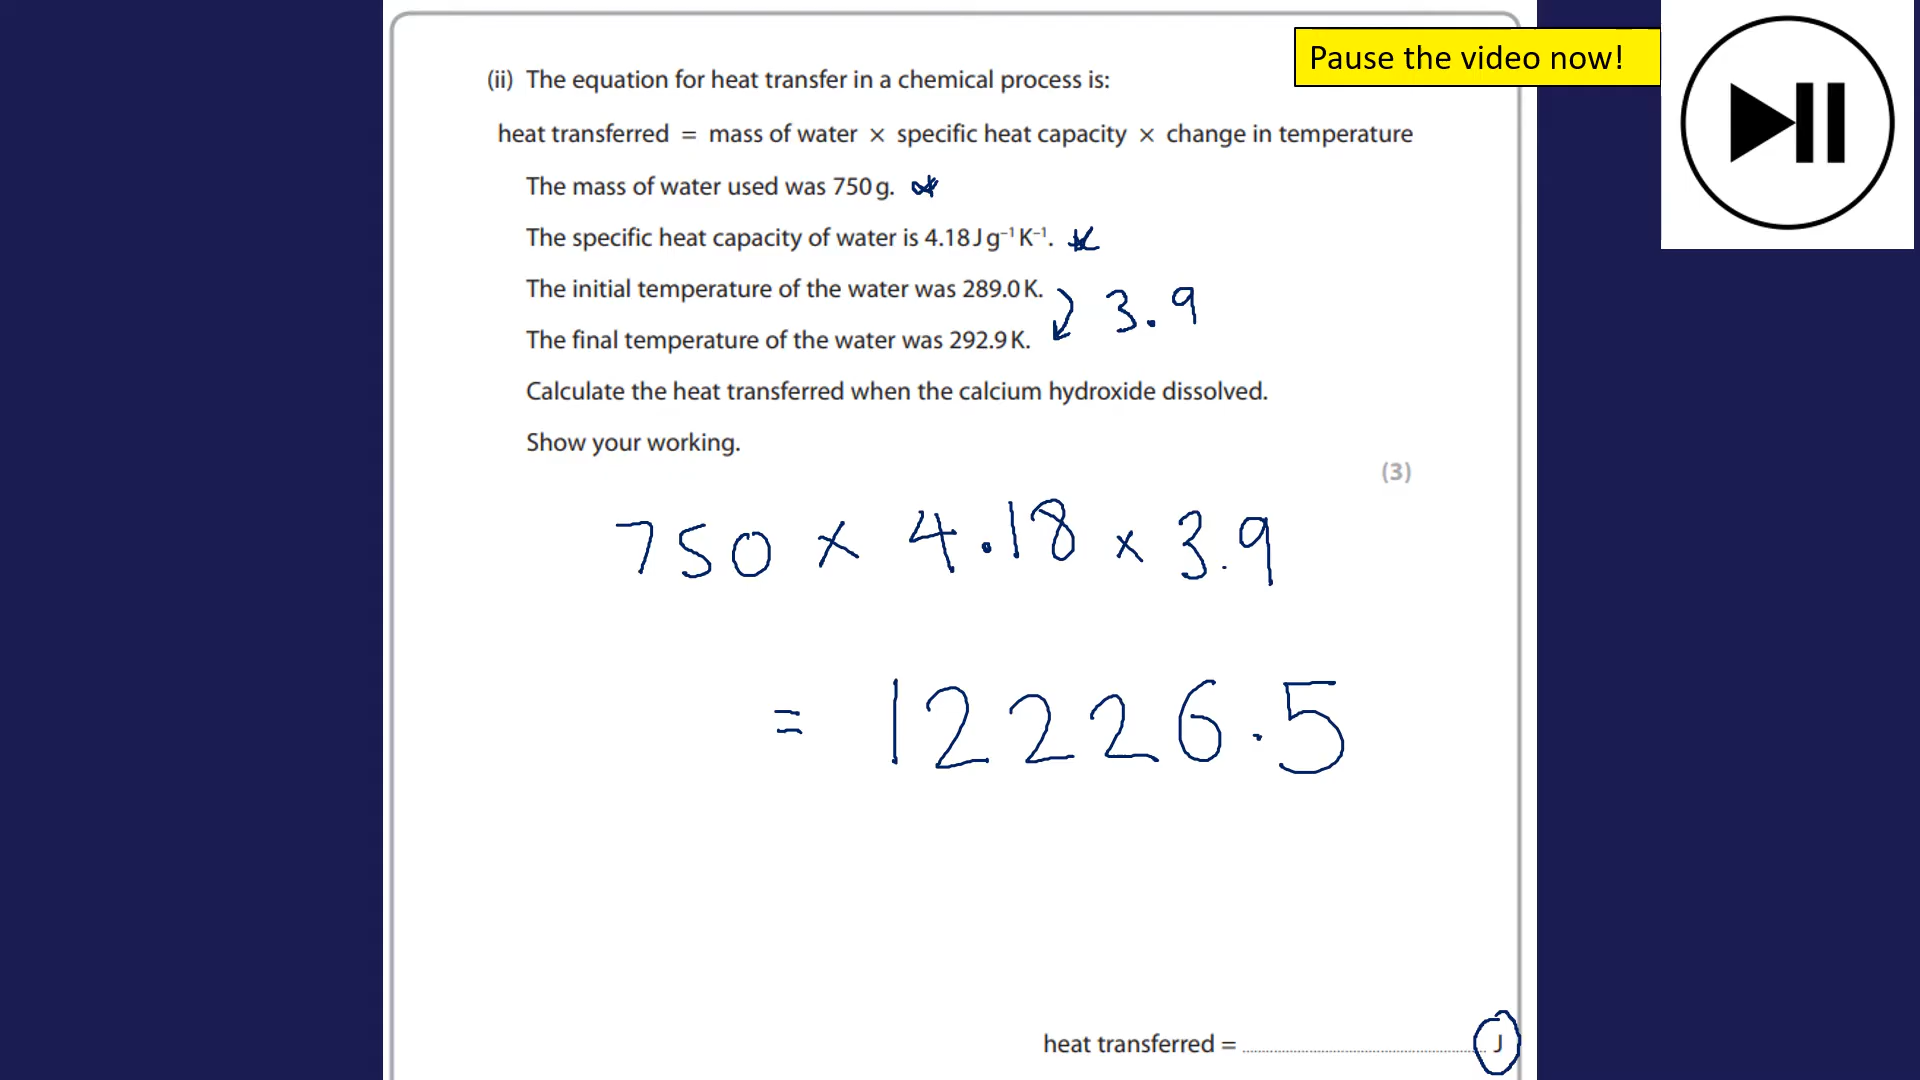 Pause the video now!
(ii) The equation for heat transfer in a chemical process is:
heat transferred = mass of water × specific heat capacity × change in temperature
The mass of water used was 750 g.
The specific heat capacity of water is 4.18 J g⁻¹ K⁻¹.
The initial temperature of the water was 289.0 K.
3.9
The final temperature of the water was 292.9 K.
Calculate the heat transferred when the calcium hydroxide dissolved.
Show your working.
(3)
750 × 4.18 × 3.9
= 12226.5
heat transferred = ................................................ J